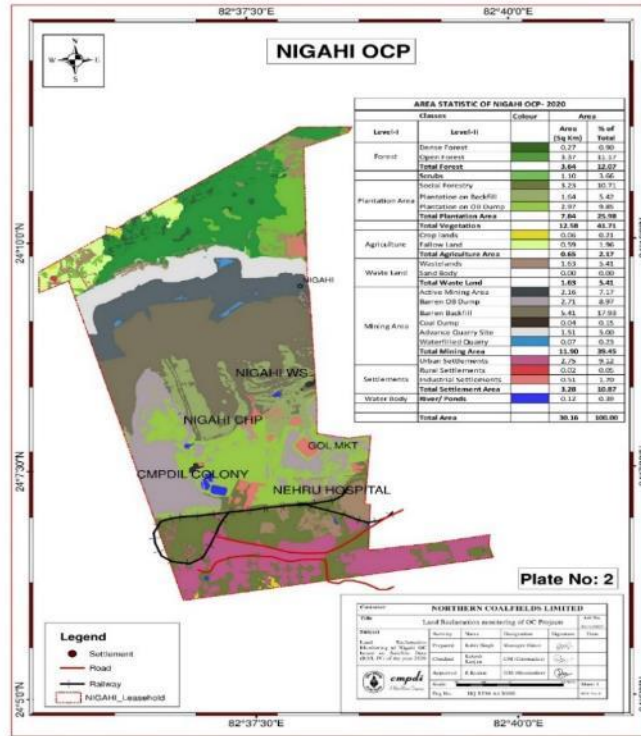 82°37'30"E 82°40'0"E
NIGAHI OCP
N
W E
S
AREA STATISTIC OF NIGAHI OCP- 2020
Classes Colour Area
Level-I Level-II Area (Sq Km) % of Total
Forest
Dense Forest 0.27 0.90
Open Forest 3.37 11.17
Total Forest 3.64 12.07
Plantation Area
Scrubs 1.10 3.66
Social Forestry 3.23 10.71
Plantation on Backfill 1.64 5.42
Plantation on OB Dump 2.97 9.85
Total Plantation Area 7.84 25.98
Total Vegetation 12.58 41.71
Agriculture
Crop lands 0.06 0.21
Fallow Land 0.59 1.96
Total Agriculture Area 0.65 2.17
Waste Land
Wastelands 1.63 5.41
Sand Body 0.00 0.00
Total Waste Land 1.63 5.41
Mining Area
Active Mining Area 2.16 7.17
Barren OB Dump 2.71 8.97
Barren Backfill 5.41 17.93
Coal Dump 0.04 0.15
Advance Quarry Site 1.51 5.00
Waterfilled Quarry 0.07 0.23
Total Mining Area 11.90 39.45
Settlements
Urban Settlements 2.75 9.12
Rural Settlements 0.02 0.05
Industrial Settlements 0.51 1.70
Total Settlement Area 3.28 10.87
Water Body River/ Ponds 0.12 0.39
Total Area 30.16 100.00
24°10'0"N
NIGAHI
NIGAHI WS
NIGAHI CHP
GOL MKT
CMPDIL COLONY
NEHRU HOSPITAL
24°7'30"N
Plate No: 2
Legend
Settlement
Road
Railway
NIGAHI_Leasehold
NORTHERN COALFIELDS LIMITED
Title Land Reclamation monitoring of OC Projects
Activity Name Designation Signature Date
Prepared
Checked
Approved
cmpdi
Scale
24°5'0"N
82°37'30"E 82°40'0"E